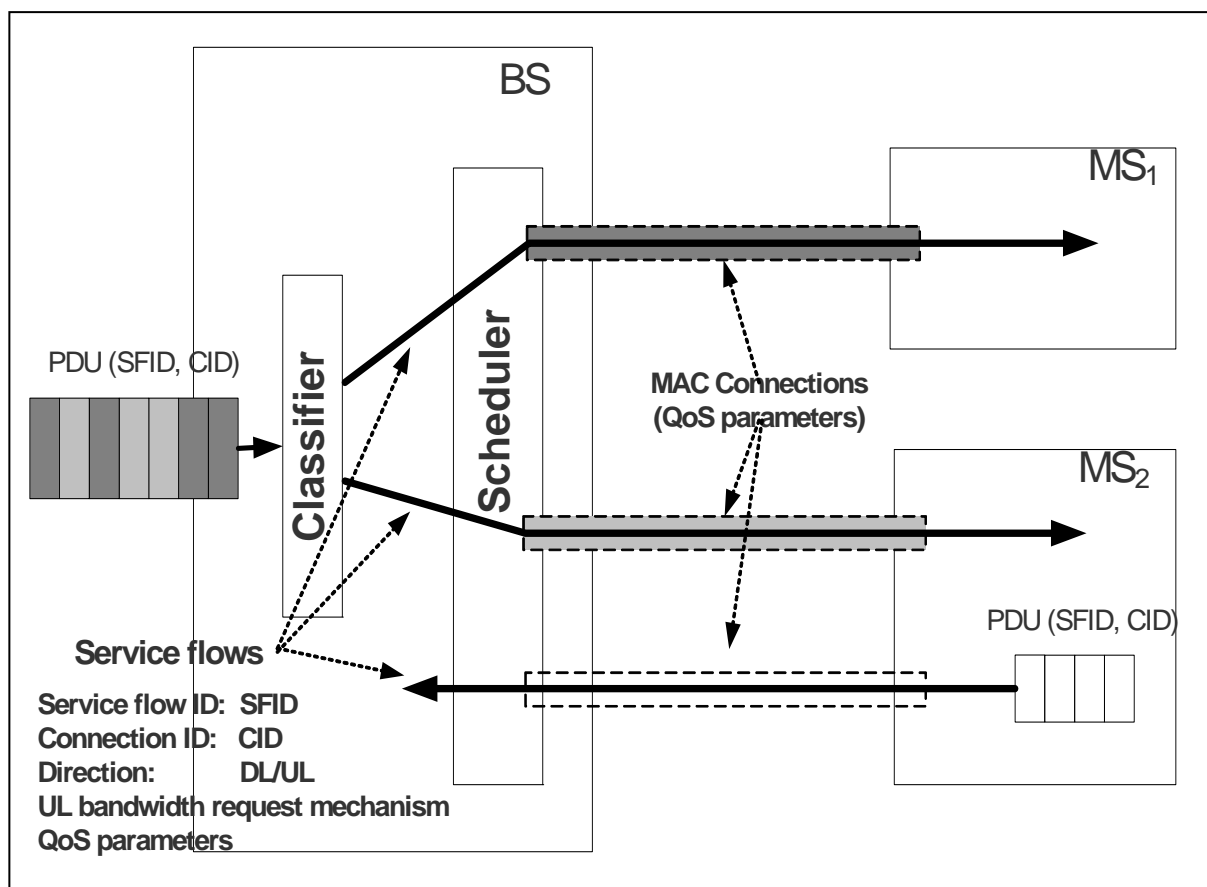 BS
MS1
PDU (SFID, CID)
Classifier
Scheduler
MAC Connections
(QoS parameters)
MS2
PDU (SFID, CID)
Service flows
Service flow ID: SFID
Connection ID: CID
Direction: DL/UL
UL bandwidth request mechanism
QoS parameters